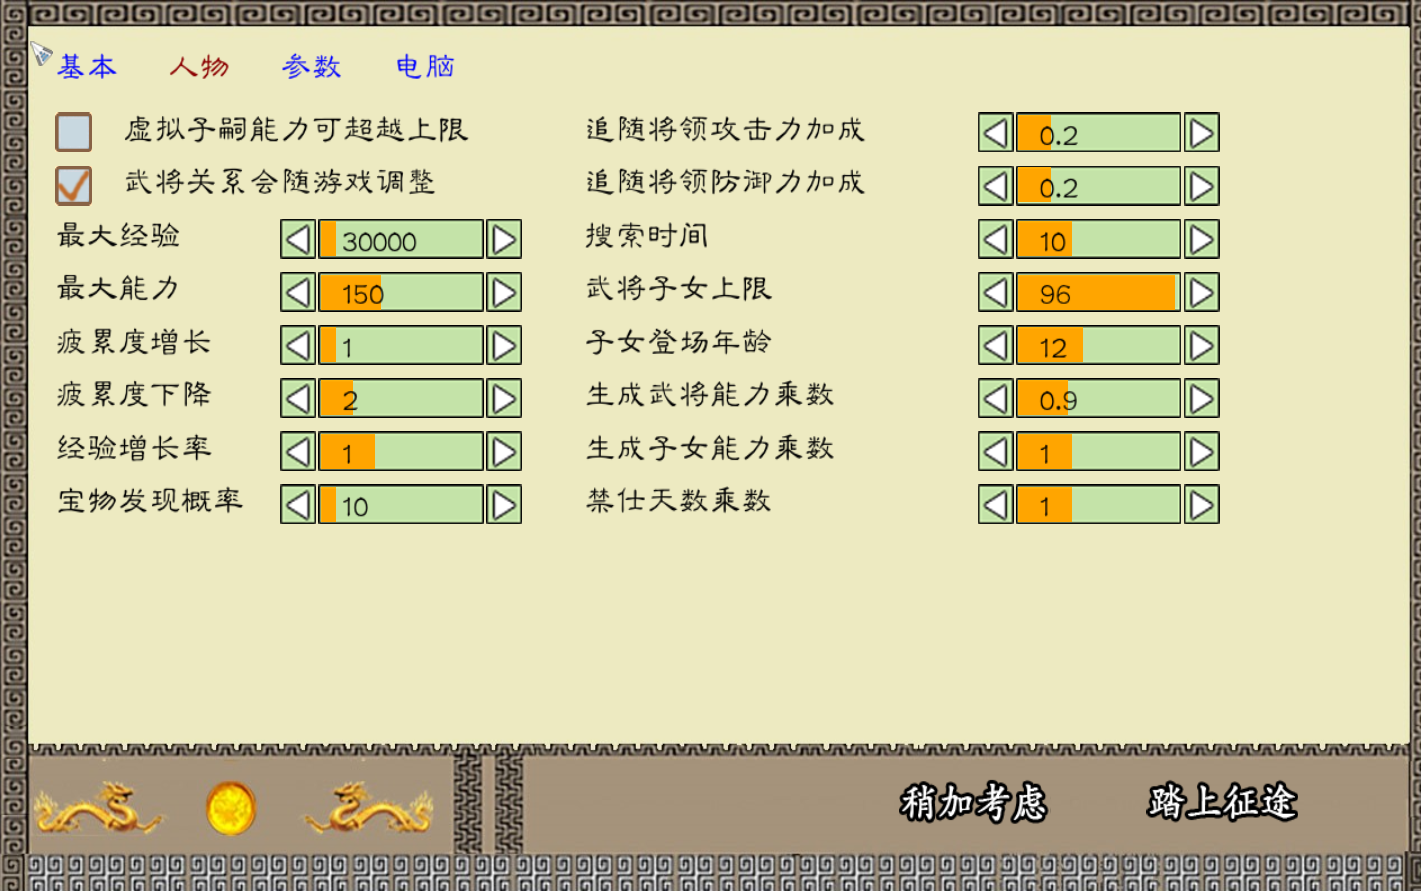 基本 人物 参数 电脑
虚拟子嗣能力可超越上限 追随将领攻击力加成 0.2
武将关系会随游戏调整 追随将领防御力加成 0.2
最大经验 30000 搜索时间 10
最大能力 150 武将子女上限 96
疲累度增长 1 子女登场年龄 12
疲累度下降 2 生成武将能力乘数 0.9
经验增长率 1 生成子女能力乘数 1
宝物发现概率 10 禁仕天数乘数 1
稍加考虑 踏上征途